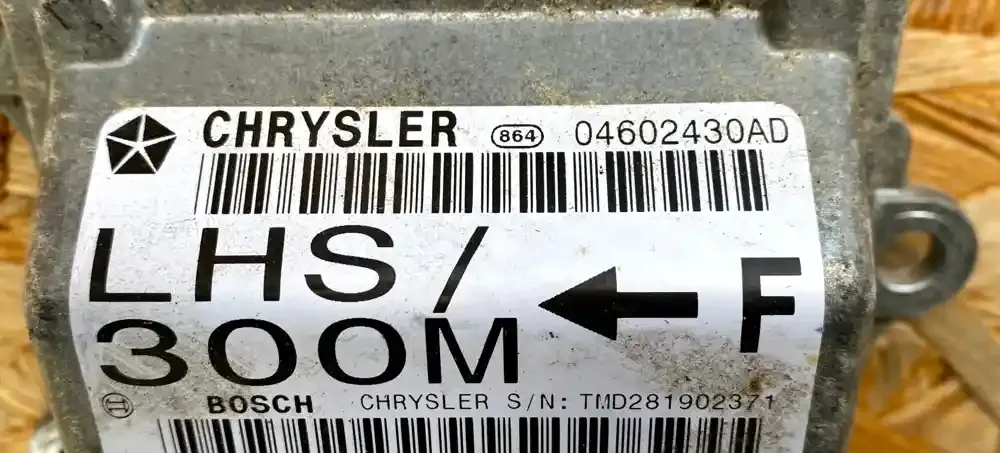 CHRYSLER 864 04602430AD
LHS/
300M
F
BOSCH CHRYSLER S/N: TMD281902371